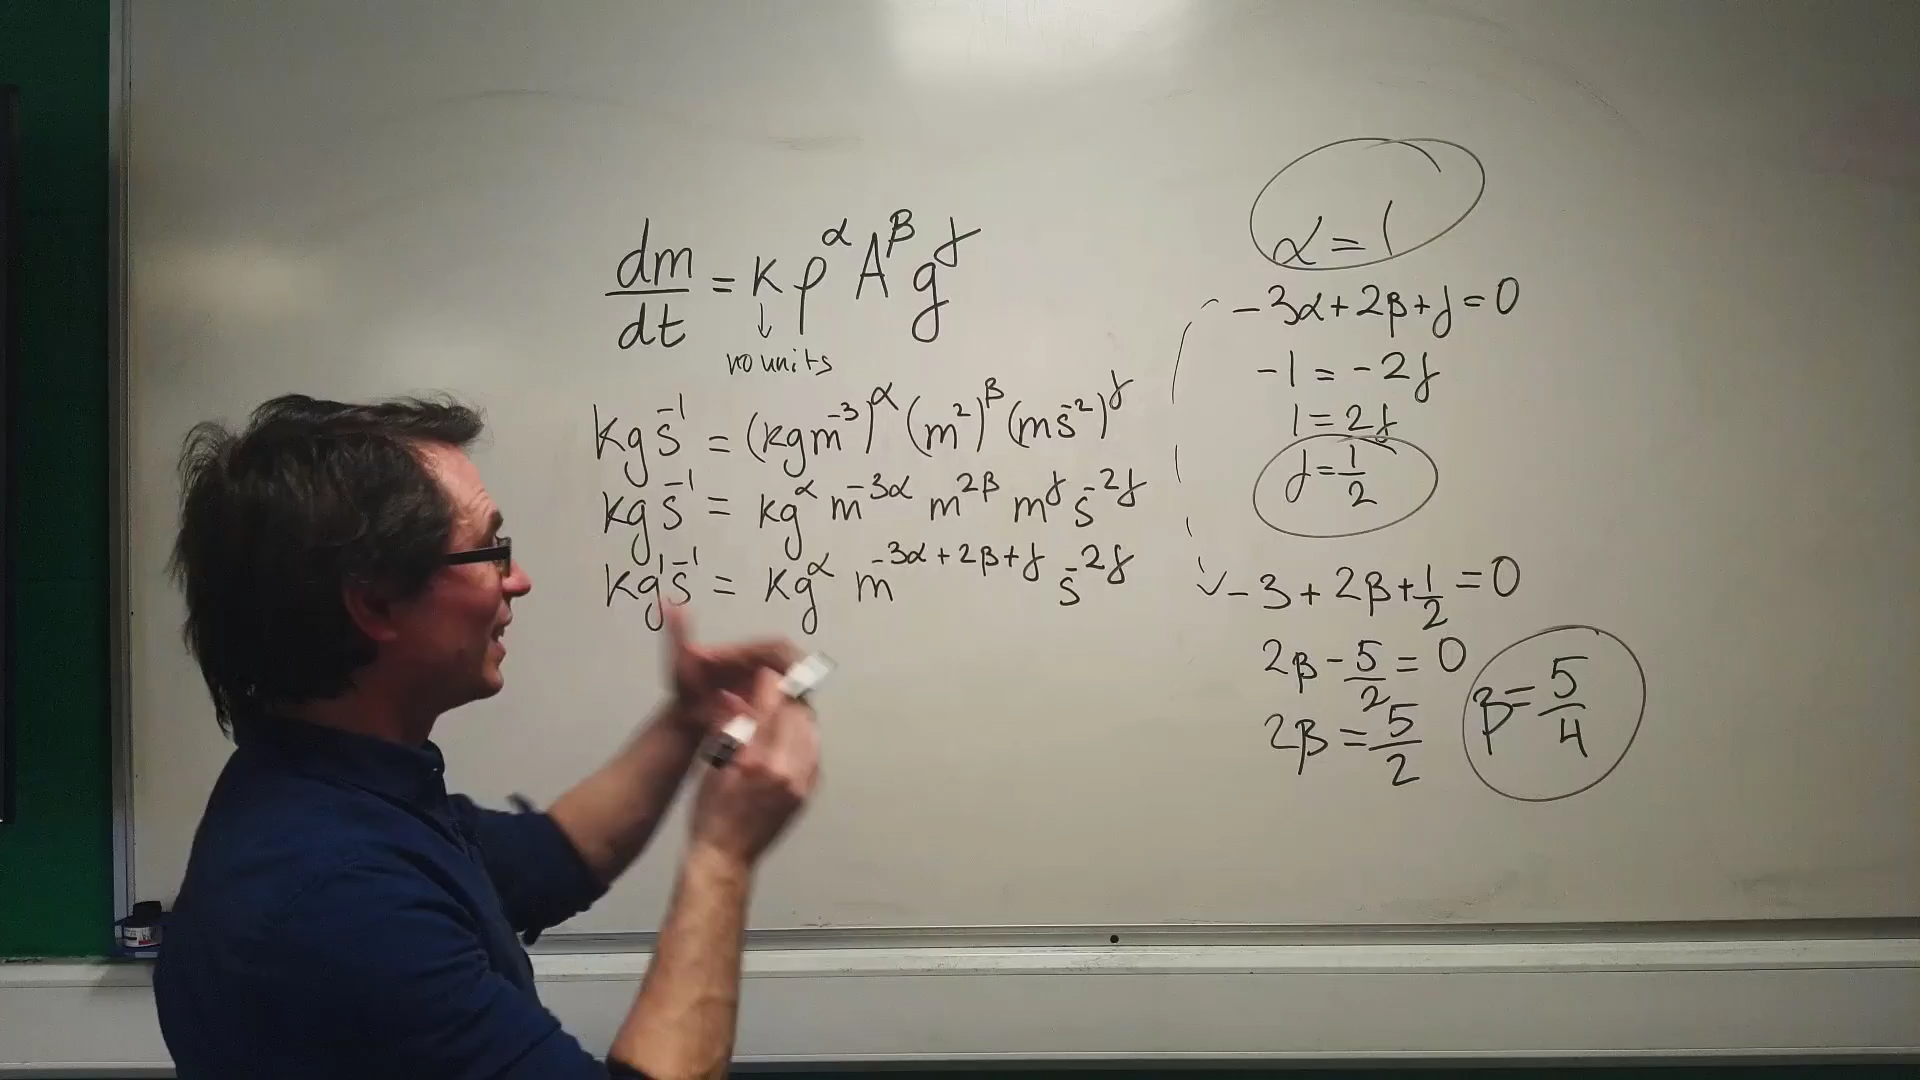 dm/dt = K ρ^α A^β g^γ
↓
no units
kg s^-1 = (kg m^-3)^α (m^2)^β (m s^-2)^γ
kg s^-1 = kg^α m^-3α m^2β m^γ s^-2γ
kg^1 s^-1 = kg^α m^-3α+2β+γ s^-2γ
α = 1
-3α + 2β + γ = 0
-1 = -2γ
1 = 2γ
γ = 1/2
-3 + 2β + 1/2 = 0
2β - 5/2 = 0
2β = 5/2
β = 5/4